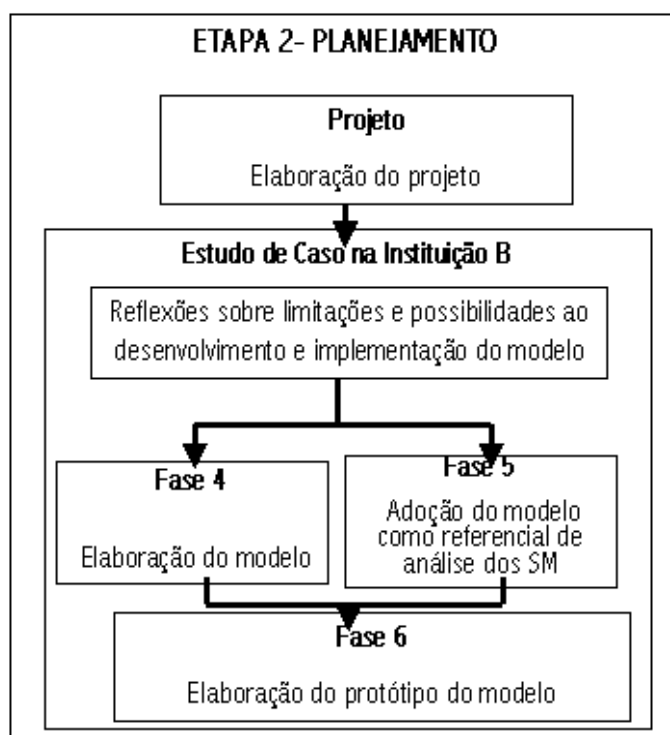 ETAPA 2- PLANEJAMENTO
Projeto
Elaboração do projeto
Estudo de Caso na Instituição B
Reflexões sobre limitações e possibilidades ao
desenvolvimento e implementação do modelo
Fase 4
Elaboração do modelo
Fase 5
Adoção do modelo
como referencial de
análise dos SM
Fase 6
Elaboração do protótipo do modelo